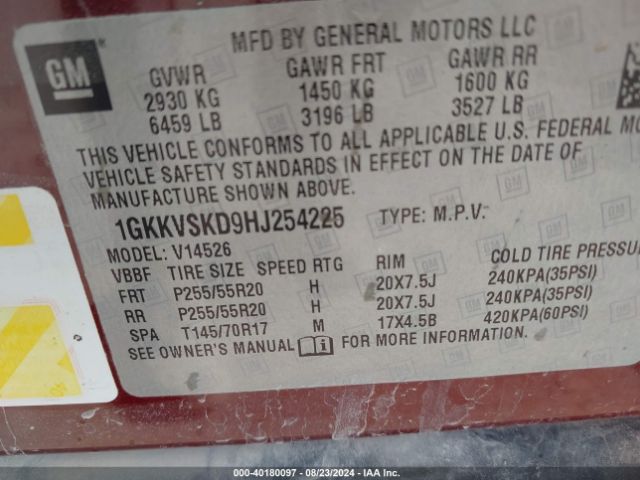 MFD BY GENERAL MOTORS LLC
GM
GVWR GAWR FRT GAWR RR
2930 KG 1450 KG 1600 KG
6459 LB 3196 LB 3527 LB
THIS VEHICLE CONFORMS TO ALL APPLICABLE U.S. FEDERAL MO
VEHICLE SAFETY STANDARDS IN EFFECT ON THE DATE OF
MANUFACTURE SHOWN ABOVE.
1GKKVSKD9HJ254225 TYPE: M.P.V.
MODEL: V14526
VBBF TIRE SIZE SPEED RTG RIM COLD TIRE PRESSUR
FRT P255/55R20 H 20X7.5J 240KPA(35PSI)
RR P255/55R20 H 20X7.5J 240KPA(35PSI)
SPA T145/70R17 M 17X4.5B 420KPA(60PSI)
SEE OWNER'S MANUAL FOR MORE INFORMATION.
000-40180097 - 08/23/2024 - IAA Inc.